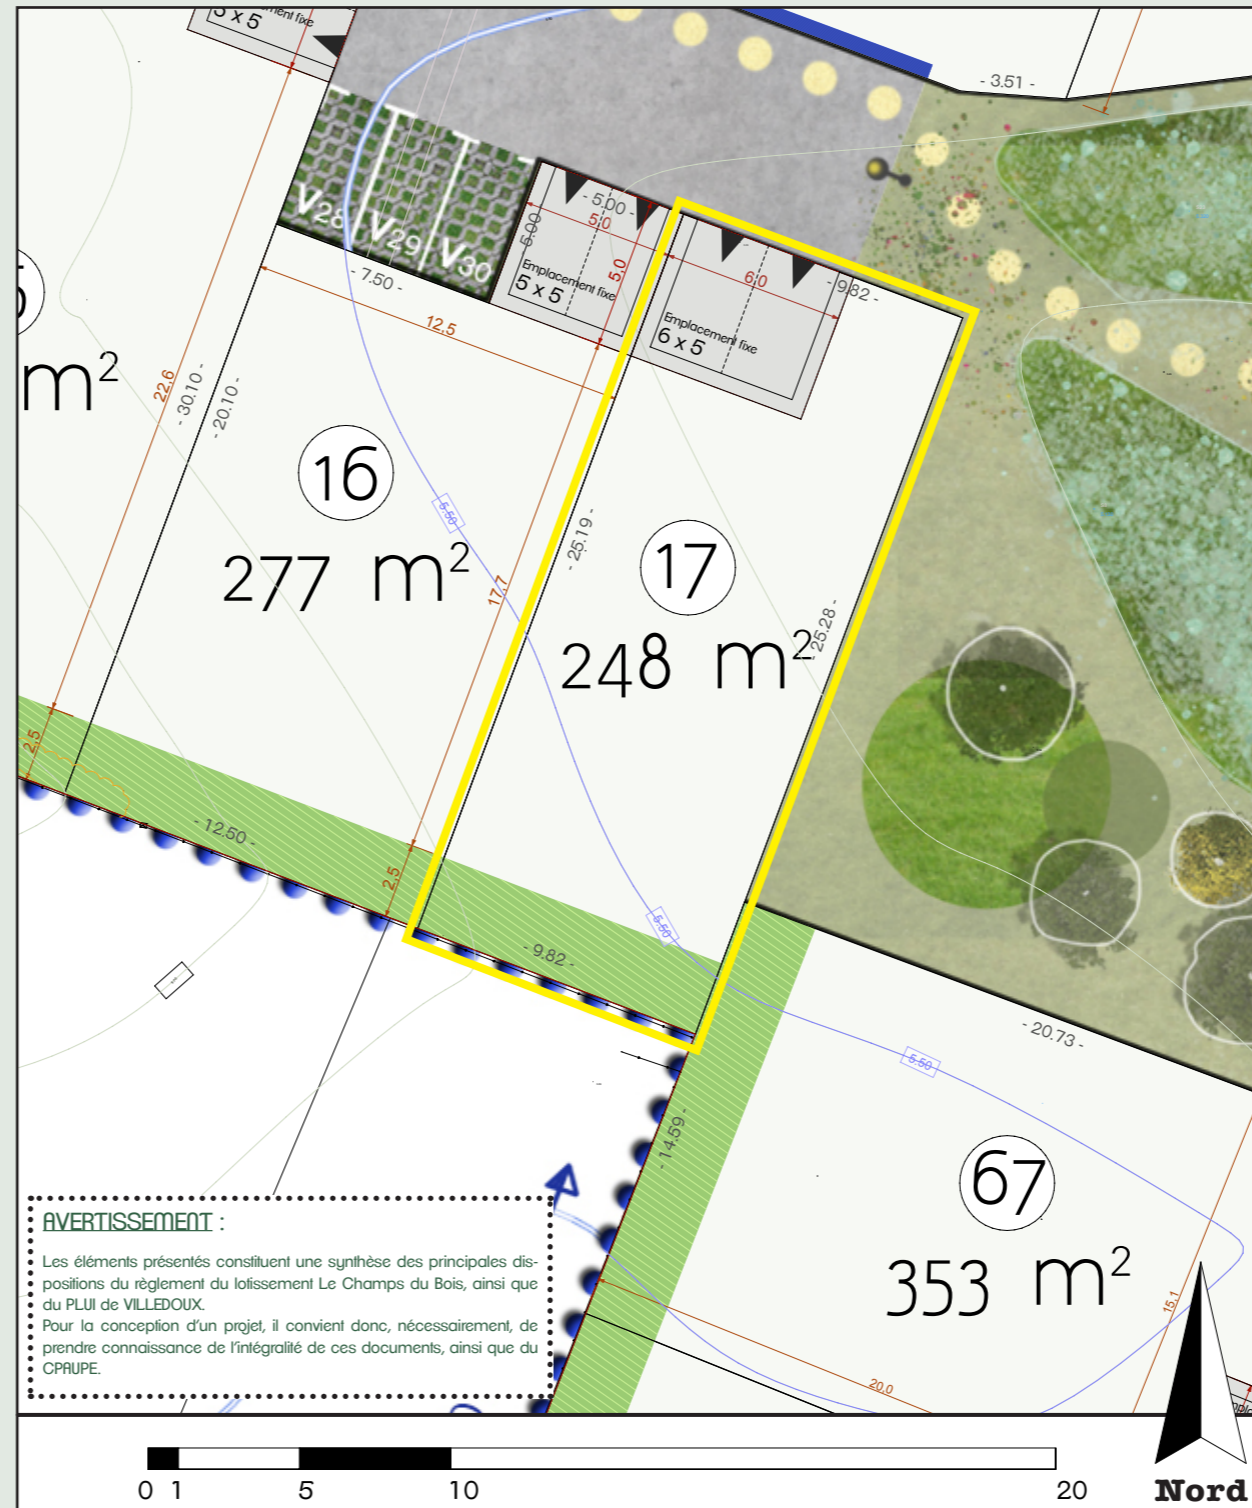 3 x 5
- 3.51 -
V28
V29
V30
- 5.00 -
5,0
5.00
5,0
Emplacement fixe
5 x 5
6,0
- 9.82 -
Emplacement fixe
6 x 5
- 7.50 -
12,5
22,6
- 30.10 -
- 20.10 -
m²
16
277 m²
5.50
17,7
- 25.19 -
17
248 m²
- 25.28 -
2,5
- 12.50 -
2,5
5.50
- 9.82 -
- 20.73 -
5.50
- 14.59 -
67
353 m²
15,1
20,0
AVERTISSEMENT :
Les éléments présentés constituent une synthèse des principales dis-
positions du règlement du lotissement Le Champs du Bois, ainsi que
du PLUI de VILLEDOUX.
Pour la conception d'un projet, il convient donc, nécessairement, de
prendre connaissance de l'intégralité de ces documents, ainsi que du
CPAUPE.
0 1 5 10 20
Nord